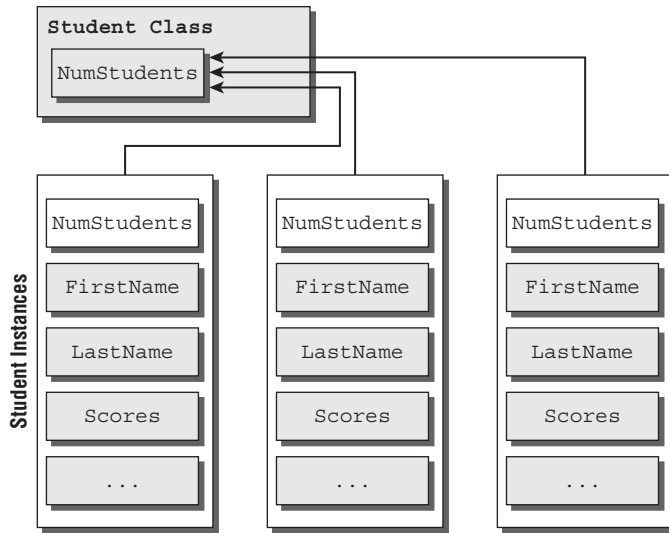 Student Class
NumStudents
Student Instances
NumStudents
FirstName
LastName
Scores
...
NumStudents
FirstName
LastName
Scores
...
NumStudents
FirstName
LastName
Scores
...